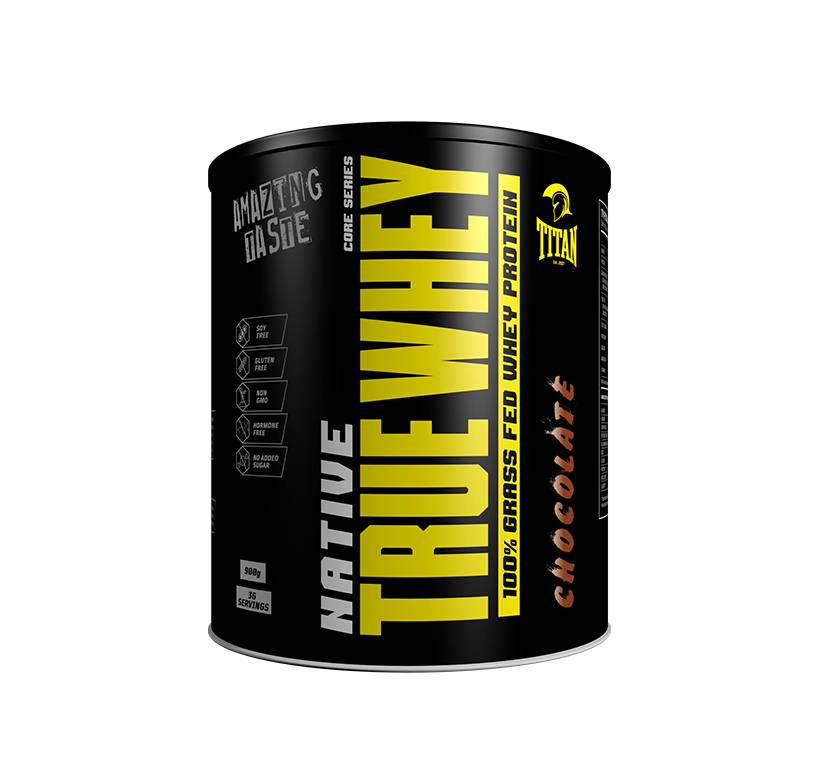 AMAZING
TASTE
SOY
FREE
GLUTEN
FREE
NON
GMO
HORMONE
FREE
NO ADDED
SUGAR
900g
36
SERVINGS
NATIVE
CORE SERIES
TRUE WHEY
100% GRASS FED WHEY PROTEIN
TITAN
CHOCOLATE